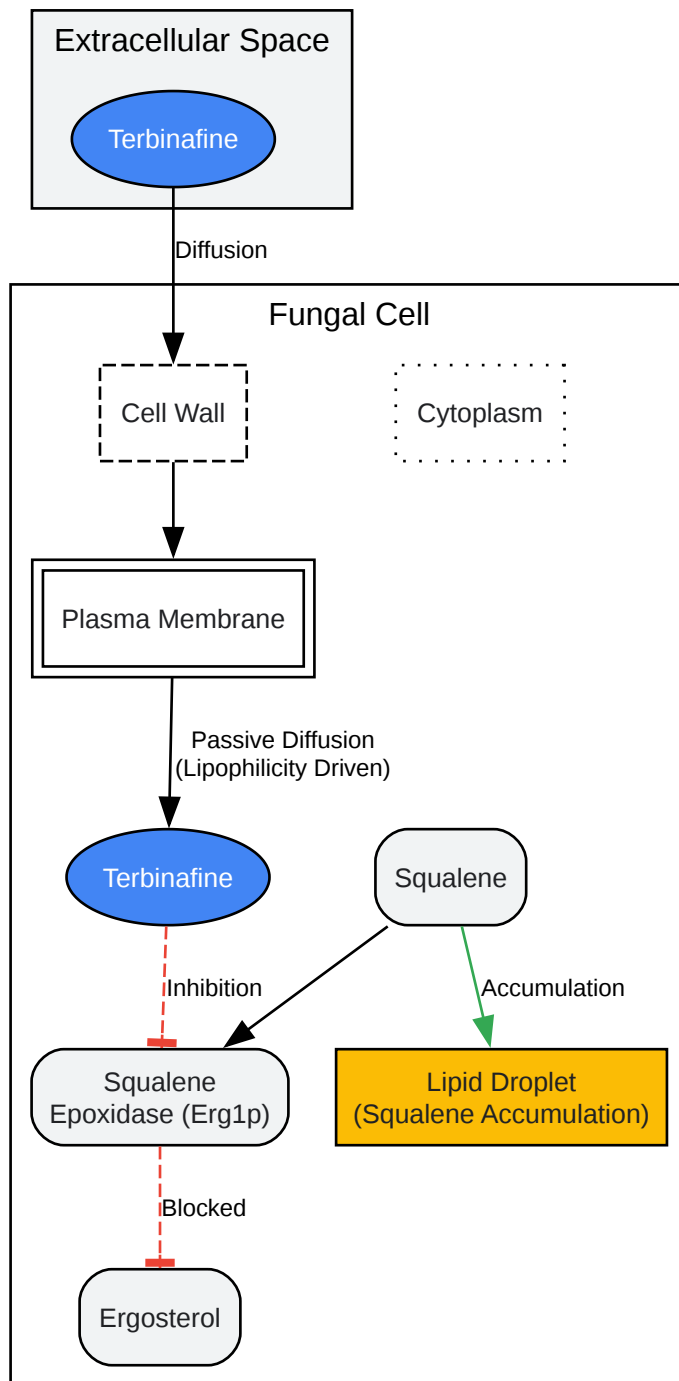 Extracellular Space
Terbinafine
Diffusion
Fungal Cell
Cell Wall
Cytoplasm
Plasma Membrane
Passive Diffusion
(Lipophilicity Driven)
Terbinafine
Squalene
Inhibition
Accumulation
Squalene
Epoxidase (Erg1p)
Lipid Droplet
(Squalene Accumulation)
Blocked
Ergosterol